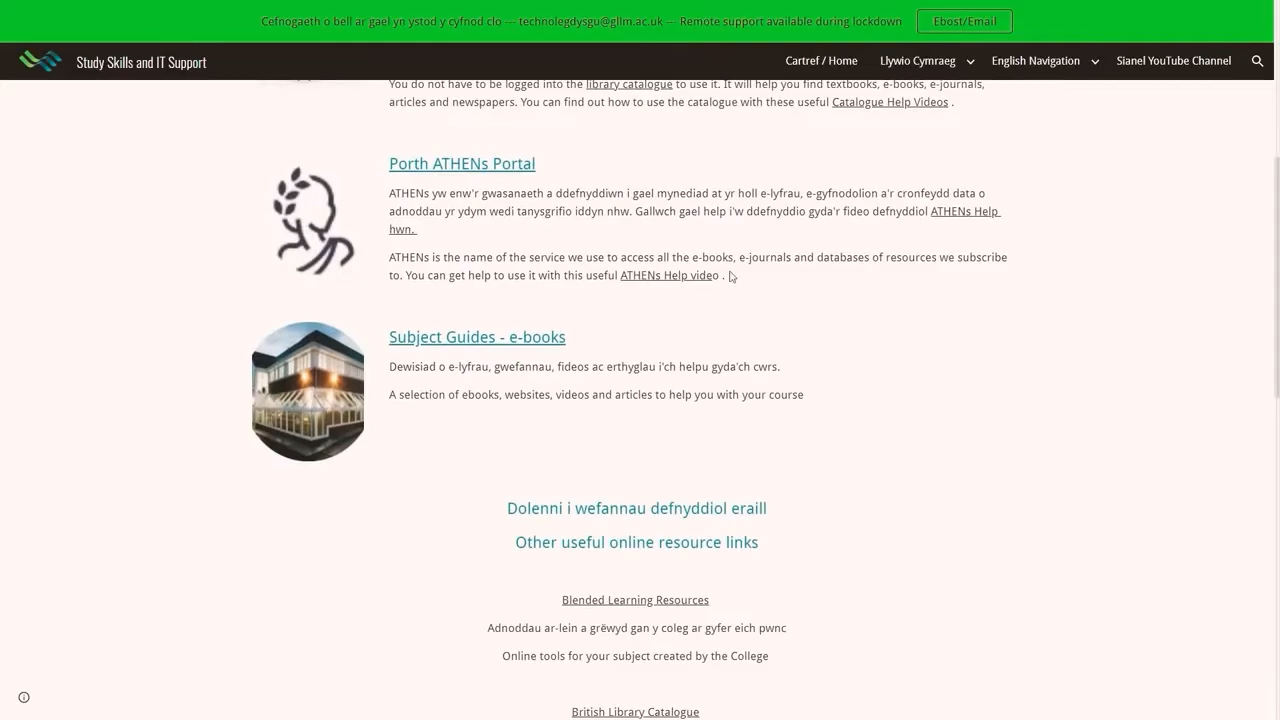 Cefnogaeth o bell ar gael yn ystod y cyfnod clo --- technolegdysgu@gllm.ac.uk --- Remote support available during lockdown
Ebost/Email
Study Skills and IT Support
Cartref / Home
Llywio Cymraeg
English Navigation
Sianel YouTube Channel
You do not have to be logged into the library catalogue to use it. It will help you find textbooks, e-books, e-journals,
articles and newspapers. You can find out how to use the catalogue with these useful Catalogue Help Videos .
Porth ATHENs Portal
ATHENs yw enw'r gwasanaeth a ddefnyddiwn i gael mynediad at yr holl e-lyfrau, e-gyfnodolion a'r cronfeydd data o
adnoddau yr ydym wedi tanysgrifio iddyn nhw. Gallwch gael help i'w ddefnyddio gyda'r fideo defnyddiol ATHENs Help
hwn.
ATHENs is the name of the service we use to access all the e-books, e-journals and databases of resources we subscribe
to. You can get help to use it with this useful ATHENs Help video .
Subject Guides - e-books
Dewisiad o e-lyfrau, gwefannau, fideos ac erthyglau i'ch helpu gyda'ch cwrs.
A selection of ebooks, websites, videos and articles to help you with your course
Dolenni i wefannau defnyddiol eraill
Other useful online resource links
Blended Learning Resources
Adnoddau ar-lein a grëwyd gan y coleg ar gyfer eich pwnc
Online tools for your subject created by the College
British Library Catalogue